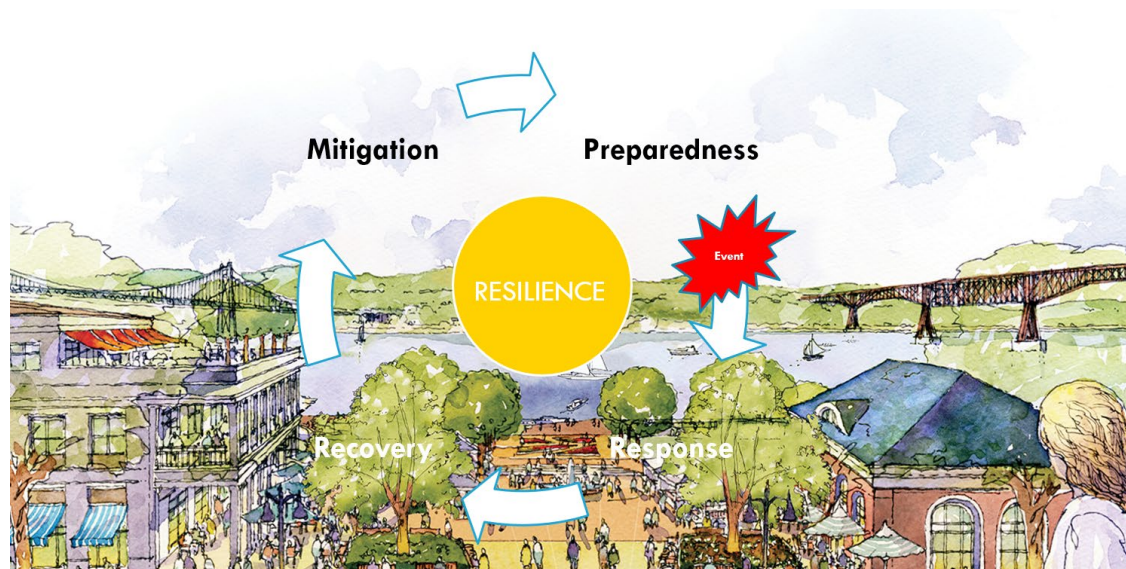 Mitigation
Preparedness
Event
RESILIENCE
Recovery
Response